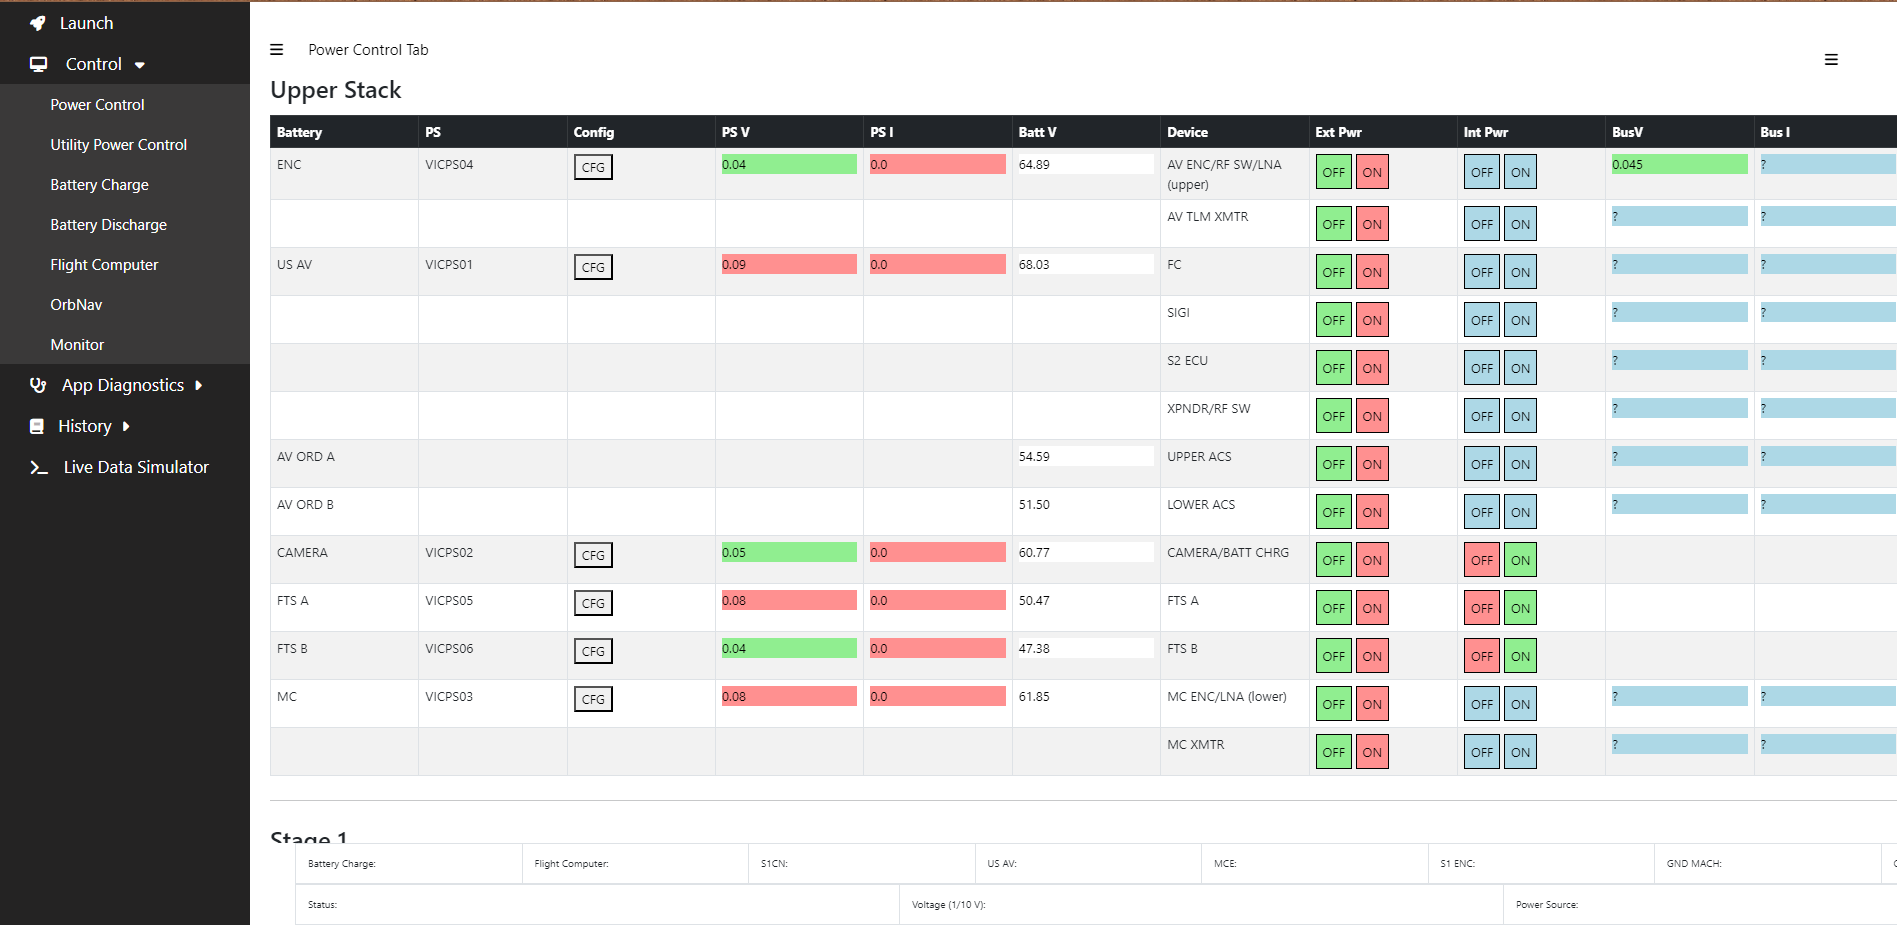 Launch
Control
Power Control
Utility Power Control
Battery Charge
Battery Discharge
Flight Computer
OrbNav
Monitor
App Diagnostics
History
Live Data Simulator
Power Control Tab
Upper Stack
Battery PS Config PS V PS I Batt V Device Ext Pwr Int Pwr BusV Bus I
ENC VICPS04 CFG 0.04 0.0 64.89 AV ENC/RF SW/LNA OFF ON OFF ON 0.045 ?
(upper)
AV TLM XMTR OFF ON OFF ON ? ?
US AV VICPS01 CFG 0.09 0.0 68.03 FC OFF ON OFF ON ? ?
SIGI OFF ON OFF ON ? ?
S2 ECU OFF ON OFF ON ? ?
XPNDR/RF SW OFF ON OFF ON ? ?
AV ORD A 54.59 UPPER ACS OFF ON OFF ON ? ?
AV ORD B 51.50 LOWER ACS OFF ON OFF ON ? ?
CAMERA VICPS02 CFG 0.05 0.0 60.77 CAMERA/BATT CHRG OFF ON OFF ON
FTS A VICPS05 CFG 0.08 0.0 50.47 FTS A OFF ON OFF ON
FTS B VICPS06 CFG 0.04 0.0 47.38 FTS B OFF ON OFF ON
MC VICPS03 CFG 0.08 0.0 61.85 MC ENC/LNA (lower) OFF ON OFF ON ? ?
MC XMTR OFF ON OFF ON ? ?
Stage 1
Battery Charge: Flight Computer: S1CN: US AV: MCE: S1 ENC: GND MACH:
Status: Voltage (1/10 V): Power Source: